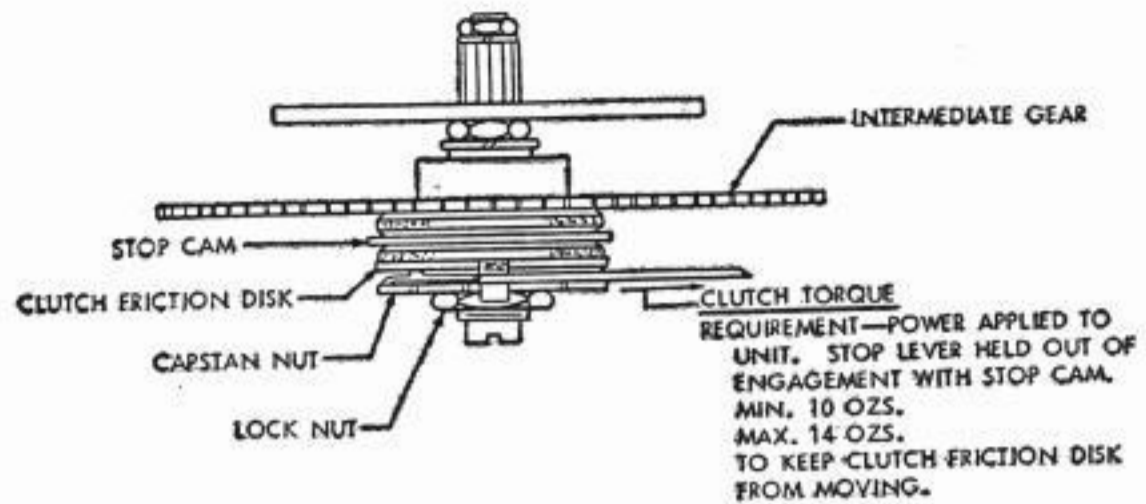 INTERMEDIATE GEAR
STOP CAM
CLUTCH FRICTION DISK
CAPSTAN NUT
LOCK NUT
CLUTCH TORQUE
REQUIREMENT—POWER APPLIED TO
UNIT. STOP LEVER HELD OUT OF
ENGAGEMENT WITH STOP CAM.
MIN. 10 OZS.
MAX. 14 OZS.
TO KEEP CLUTCH FRICTION DISK
FROM MOVING.